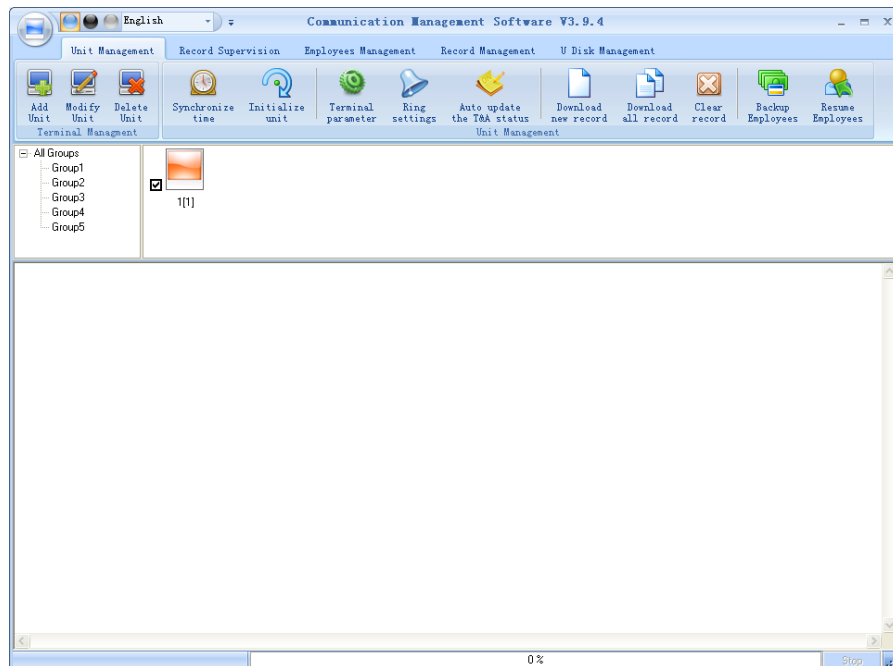 English
Communication Management Software V3.9.4
Unit Management Record Supervision Employees Management Record Management U Disk Management
Add Unit
Modify Unit
Delete Unit
Synchronize time
Initialize unit
Terminal parameter
Ring settings
Auto update the T&A status
Download new record
Download all record
Clear record
Backup Employees
Resume Employees
Terminal Managment
Unit Management
All Groups
Group1
Group2
Group3
Group4
Group5
1[1]
0 %
Stop